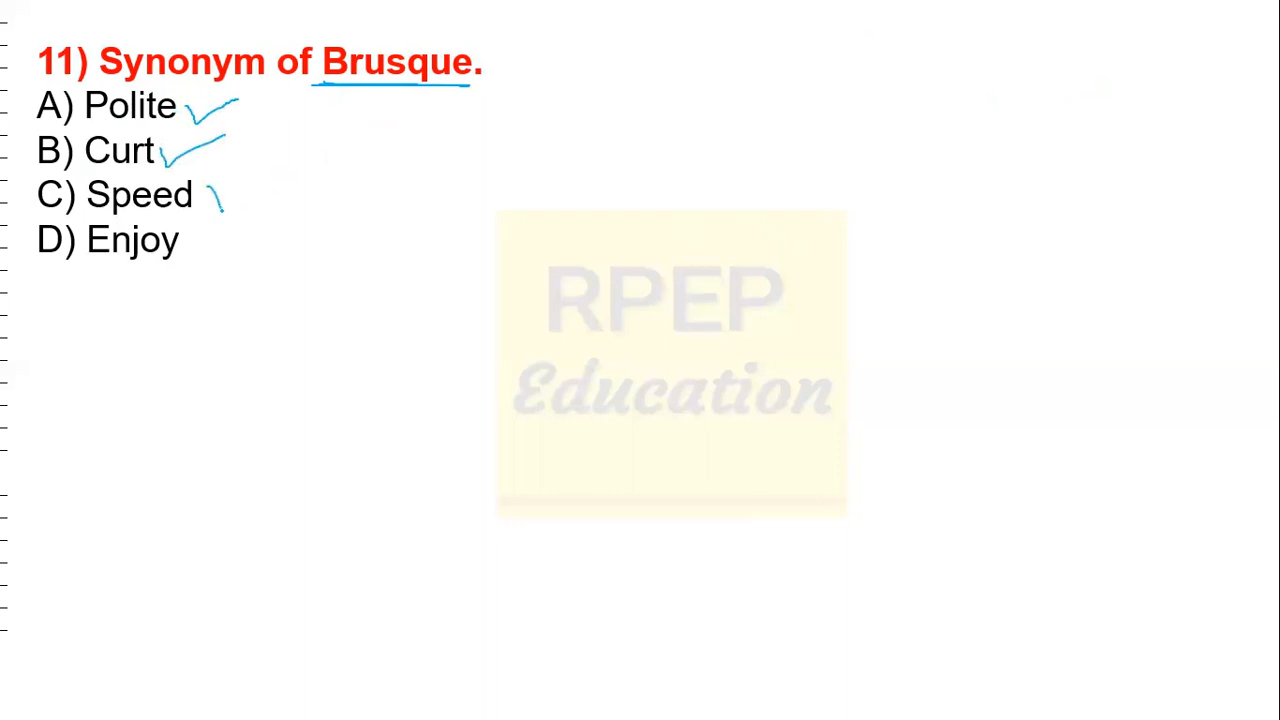 11) Synonym of Brusque.
A) Polite
B) Curt
C) Speed
D) Enjoy
RPEP
Education